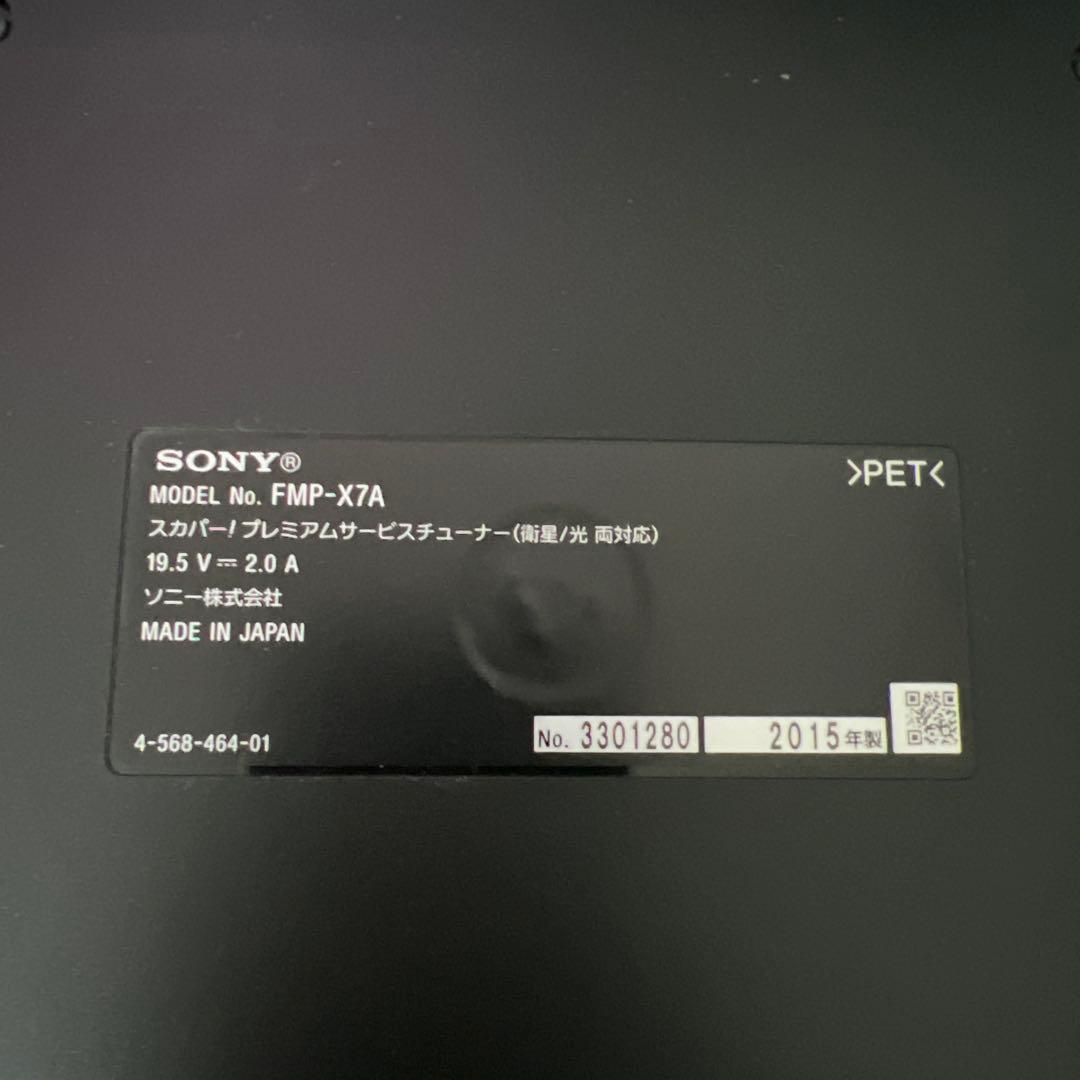 SONY®
>PET<
MODEL No. FMP-X7A
スカパー!プレミアムサービスチューナー(衛星/光 両対応)
19.5 V⎓ 2.0 A
ソニー株式会社
MADE IN JAPAN
4-568-464-01
No. 3301280
2015年製